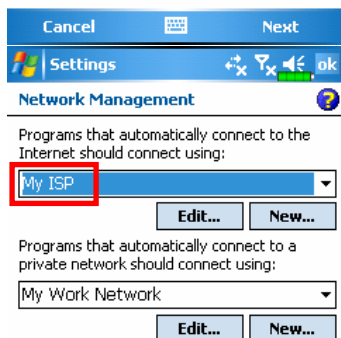 Cancel Next
Settings ok
Network Management ?
Programs that automatically connect to the
Internet should connect using:
My ISP
Edit... New...
Programs that automatically connect to a
private network should connect using:
My Work Network
Edit... New...